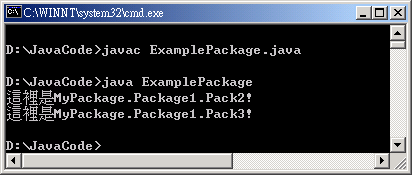 C:\WINNT\system32\cmd.exe
D:\JavaCode>javac ExamplePackage.java
D:\JavaCode>java ExamplePackage
這裡是MyPackage.Package1.Pack2!
這裡是MyPackage.Package1.Pack3!
D:\JavaCode>